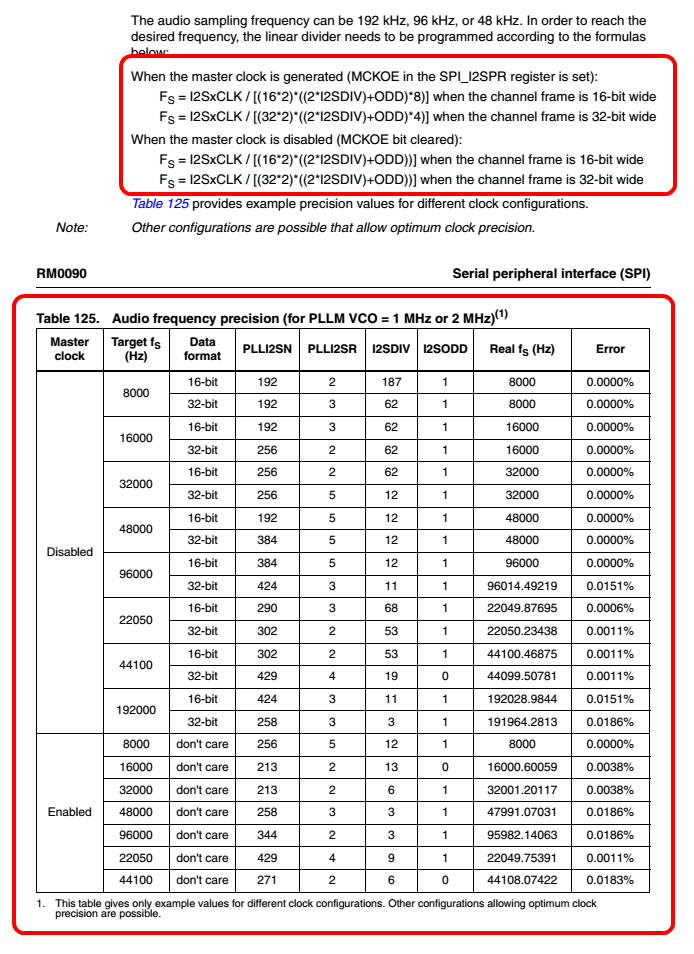 The audio sampling frequency can be 192 kHz, 96 kHz, or 48 kHz. In order to reach the
desired frequency, the linear divider needs to be programmed according to the formulas
below:
When the master clock is generated (MCKOE in the SPI_I2SPR register is set):
FS = I2SxCLK / [(16*2)*((2*I2SDIV)+ODD)*8)] when the channel frame is 16-bit wide
FS = I2SxCLK / [(32*2)*((2*I2SDIV)+ODD)*4)] when the channel frame is 32-bit wide
When the master clock is disabled (MCKOE bit cleared):
FS = I2SxCLK / [(16*2)*((2*I2SDIV)+ODD))] when the channel frame is 16-bit wide
FS = I2SxCLK / [(32*2)*((2*I2SDIV)+ODD))] when the channel frame is 32-bit wide
Table 125 provides example precision values for different clock configurations.
Note: Other configurations are possible that allow optimum clock precision.
RM0090 Serial peripheral interface (SPI)
Table 125. Audio frequency precision (for PLLM VCO = 1 MHz or 2 MHz)(1)
Master clock Target fS (Hz) Data format PLLI2SN PLLI2SR I2SDIV I2SODD Real fS (Hz) Error
Disabled 8000 16-bit 192 2 187 1 8000 0.0000%
32-bit 192 3 62 1 8000 0.0000%
16000 16-bit 192 3 62 1 16000 0.0000%
32-bit 256 2 62 1 16000 0.0000%
32000 16-bit 256 2 62 1 32000 0.0000%
32-bit 256 5 12 1 32000 0.0000%
48000 16-bit 192 5 12 1 48000 0.0000%
32-bit 384 5 12 1 48000 0.0000%
96000 16-bit 384 5 12 1 96000 0.0000%
32-bit 424 3 11 1 96014.49219 0.0151%
22050 16-bit 290 3 68 1 22049.87695 0.0006%
32-bit 302 2 53 1 22050.23438 0.0011%
44100 16-bit 302 2 53 1 44100.46875 0.0011%
32-bit 429 4 19 0 44099.50781 0.0011%
192000 16-bit 424 3 11 1 192028.9844 0.0151%
32-bit 258 3 3 1 191964.2813 0.0186%
Enabled 8000 don't care 256 5 12 1 8000 0.0000%
16000 don't care 213 2 13 0 16000.60059 0.0038%
32000 don't care 213 2 6 1 32001.20117 0.0038%
48000 don't care 258 3 3 1 47991.07031 0.0186%
96000 don't care 344 2 3 1 95982.14063 0.0186%
22050 don't care 429 4 9 1 22049.75391 0.0011%
44100 don't care 271 2 6 0 44108.07422 0.0183%
1. This table gives only example values for different clock configurations. Other configurations allowing optimum clock
precision are possible.